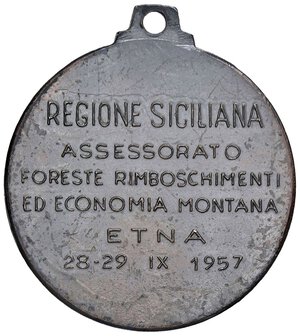 REGIONE SICILIANA
ASSESSORATO
FORESTE RIMBOSCHIMENTI
ED ECONOMIA MONTANA
ETNA
28-29 IX 1957